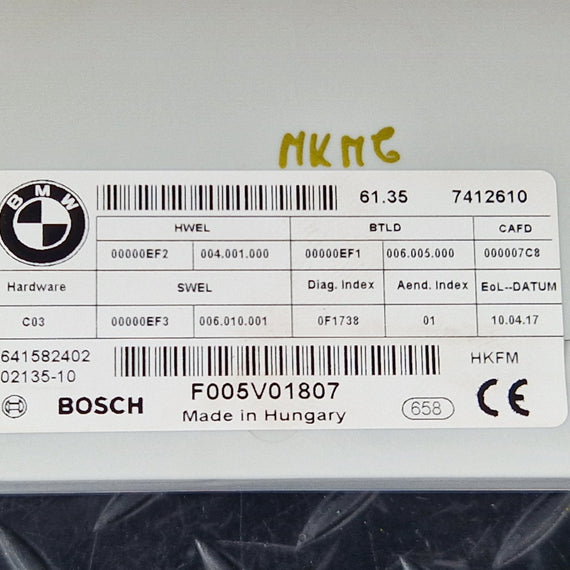 MKMG
BMW
61.35 7412610
HWEL BTLD CAFD
00000EF2 004.001.000 00000EF1 006.005.000 000007C8
Hardware SWEL Diag. Index Aend. Index EoL--DATUM
C03 00000EF3 006.010.001 0F1738 01 10.04.17
641582402
02135-10
HKFM
BOSCH F005V01807
Made in Hungary
658 CE